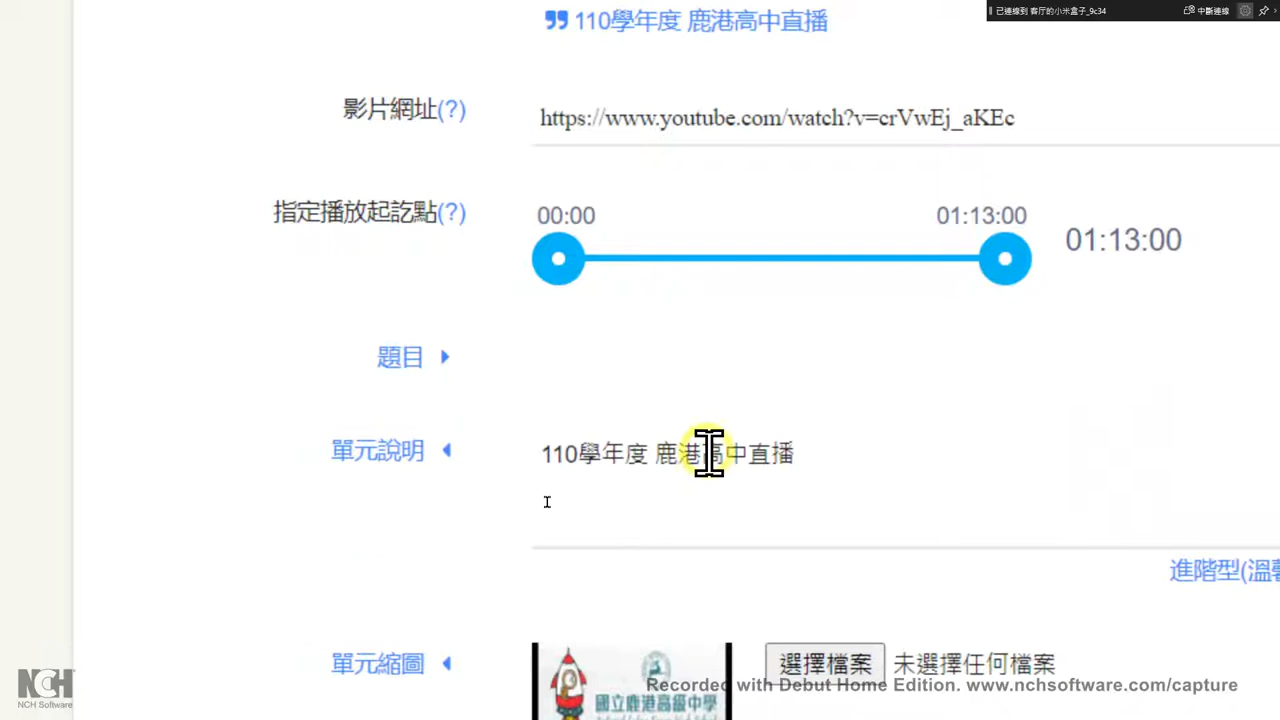 110學年度 鹿港高中直播
已連線到 客厅的小米盒子_9c34 中斷連線
影片網址(?) https://www.youtube.com/watch?v=crVwEj_aKEc
指定播放起訖點(?) 00:00 01:13:00 01:13:00
題目
單元說明 110學年度 鹿港高中直播
進階型(溫馨
單元縮圖 選擇檔案 未選擇任何檔案
國立鹿港高級中學
Recorded with Debut Home Edition. www.nchsoftware.com/capture
NCH
NCH Software